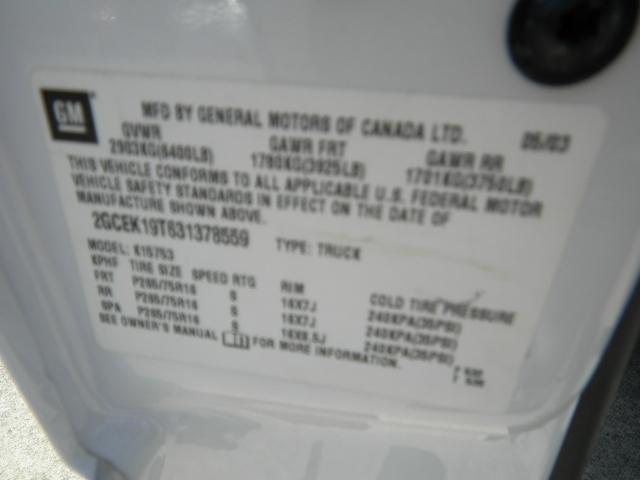 GM
MFD BY GENERAL MOTORS OF CANADA LTD. 05/03
GVWR GAWR FRT GAWR RR
2903KG(6400LB) 1780KG(3925LB) 1701KG(3750LB)
THIS VEHICLE CONFORMS TO ALL APPLICABLE U.S. FEDERAL MOTOR
VEHICLE SAFETY STANDARDS IN EFFECT ON THE DATE OF
MANUFACTURE SHOWN ABOVE.
2GCEK19T631378559 TYPE: TRUCK
MODEL: K15753
TIRE SIZE SPEED RTG RIM COLD TIRE PRESSURE
FRT P265/75R16 S 16X7J 240KPA(35PSI)
RR P265/75R16 S 16X7J 240KPA(35PSI)
SPA P265/75R16 S 16X6.5J 240KPA(35PSI)
SEE OWNER'S MANUAL FOR MORE INFORMATION.